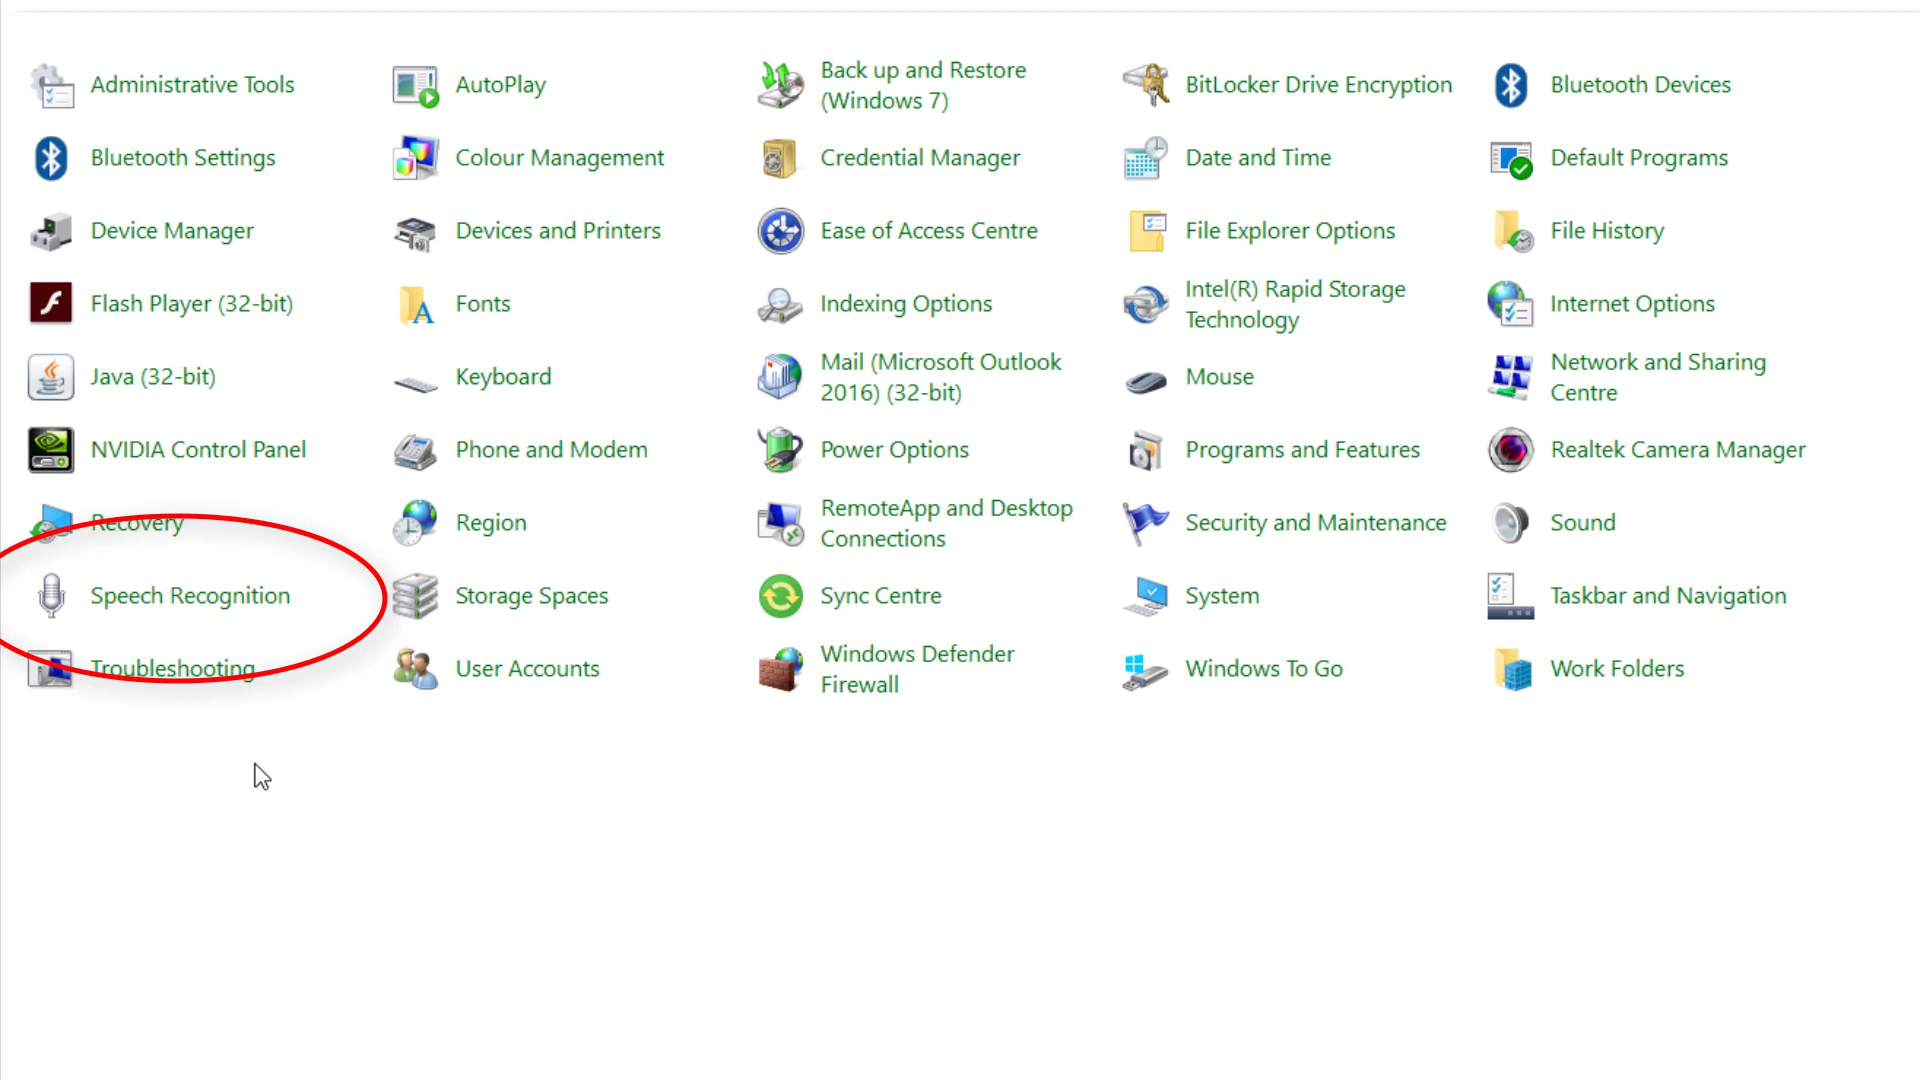 Administrative Tools
AutoPlay
Back up and Restore
(Windows 7)
BitLocker Drive Encryption
Bluetooth Devices
Bluetooth Settings
Colour Management
Credential Manager
Date and Time
Default Programs
Device Manager
Devices and Printers
Ease of Access Centre
File Explorer Options
File History
Flash Player (32-bit)
Fonts
Indexing Options
Intel(R) Rapid Storage
Technology
Internet Options
Java (32-bit)
Keyboard
Mail (Microsoft Outlook
2016) (32-bit)
Mouse
Network and Sharing
Centre
NVIDIA Control Panel
Phone and Modem
Power Options
Programs and Features
Realtek Camera Manager
Recovery
Region
RemoteApp and Desktop
Connections
Security and Maintenance
Sound
Speech Recognition
Storage Spaces
Sync Centre
System
Taskbar and Navigation
Troubleshooting
User Accounts
Windows Defender
Firewall
Windows To Go
Work Folders